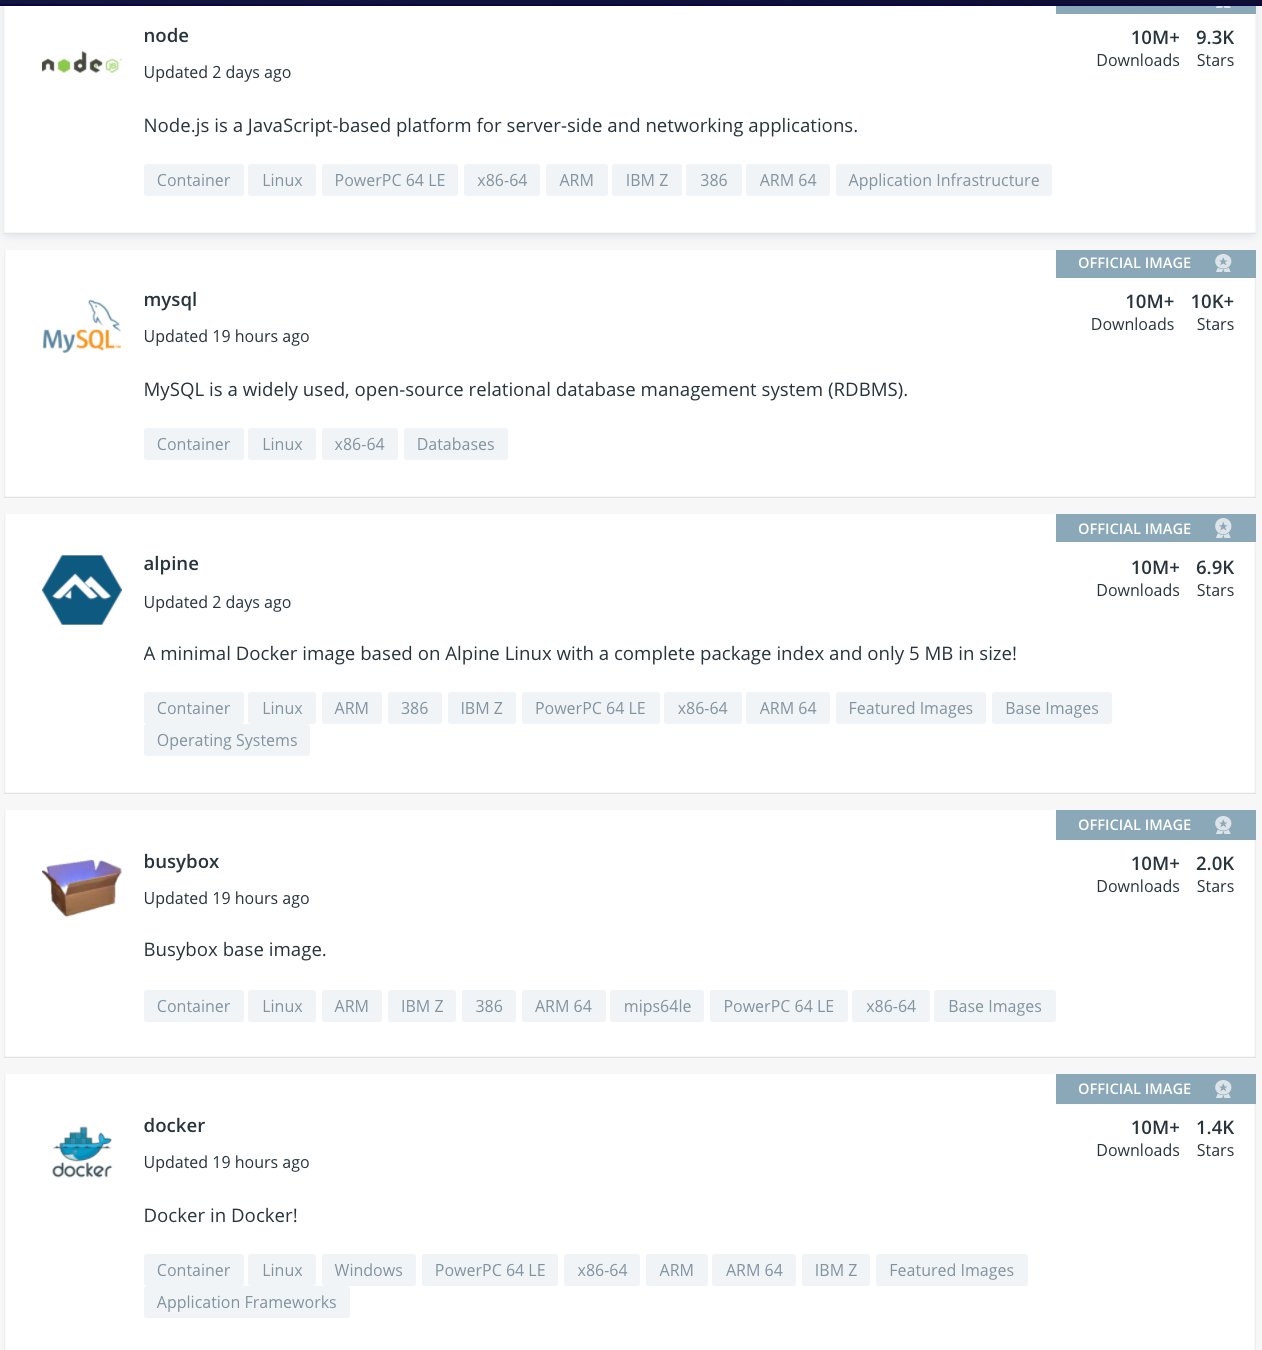 node
10M+ 9.3K
node JS
Updated 2 days ago
Downloads Stars
Node.js is a JavaScript-based platform for server-side and networking applications.
Container Linux PowerPC 64 LE x86-64 ARM IBM Z 386 ARM 64 Application Infrastructure
OFFICIAL IMAGE
mysql
10M+ 10K+
MySQL
Updated 19 hours ago
Downloads Stars
MySQL is a widely used, open-source relational database management system (RDBMS).
Container Linux x86-64 Databases
OFFICIAL IMAGE
alpine
10M+ 6.9K
Updated 2 days ago
Downloads Stars
A minimal Docker image based on Alpine Linux with a complete package index and only 5 MB in size!
Container Linux ARM 386 IBM Z PowerPC 64 LE x86-64 ARM 64 Featured Images Base Images
Operating Systems
OFFICIAL IMAGE
busybox
10M+ 2.0K
Updated 19 hours ago
Downloads Stars
Busybox base image.
Container Linux ARM IBM Z 386 ARM 64 mips64le PowerPC 64 LE x86-64 Base Images
OFFICIAL IMAGE
docker
10M+ 1.4K
docker
Updated 19 hours ago
Downloads Stars
Docker in Docker!
Container Linux Windows PowerPC 64 LE x86-64 ARM ARM 64 IBM Z Featured Images
Application Frameworks